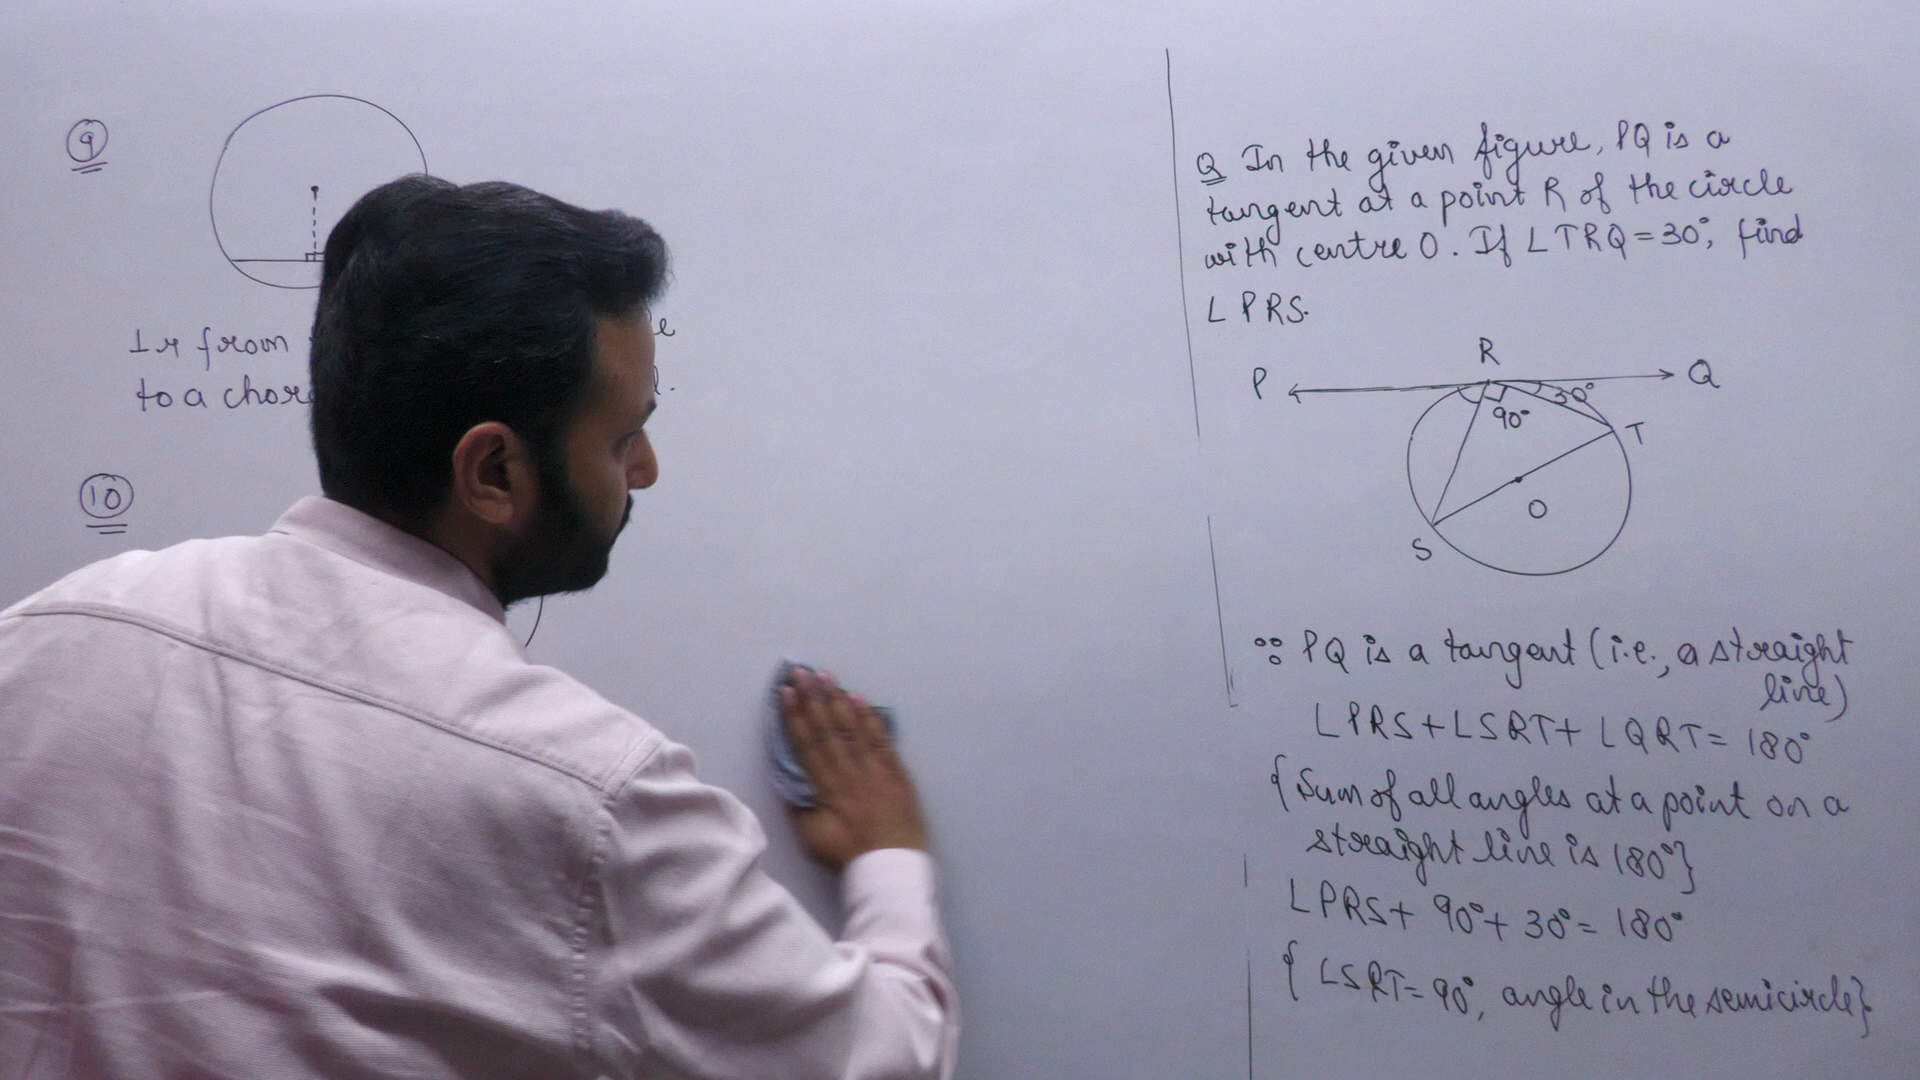 9
⊥r from
to a chor
10
Q In the given figure, PQ is a
tangent at a point R of the circle
with centre O. If ∠TRQ=30°, find
∠PRS.
R
P
Q
30°
90°
T
O
S
∵ PQ is a tangent (i.e., a straight
line)
∠PRS+∠SRT+∠QRT=180°
{Sum of all angles at a point on a
straight line is 180°}
∠PRS+90°+30°=180°
{∠SRT=90°, angle in the semicircle}